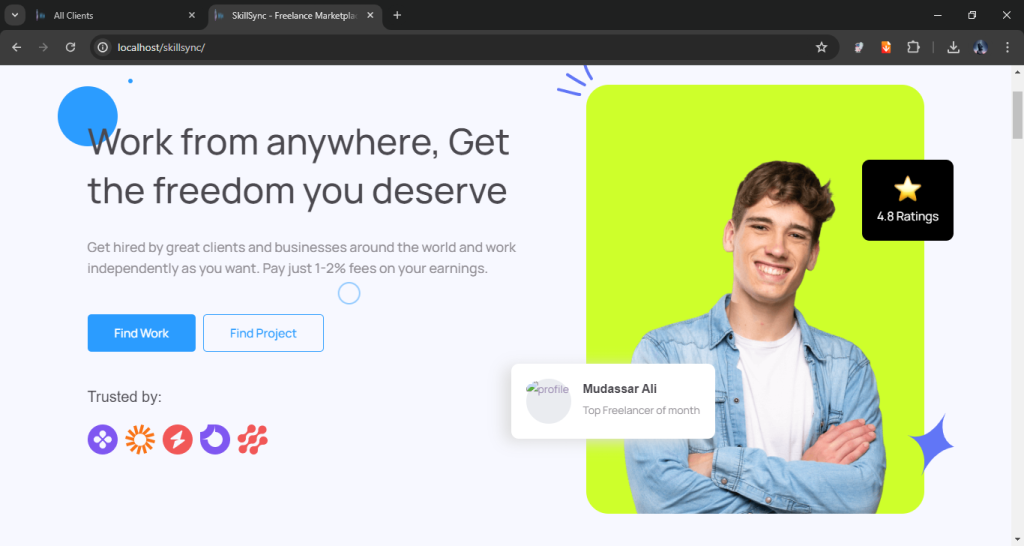 All Clients
SkillSync - Freelance Marketpla
localhost/skillsync/
Work from anywhere, Get
the freedom you deserve
Get hired by great clients and businesses around the world and work
independently as you want. Pay just 1-2% fees on your earnings.
Find Work
Find Project
Trusted by:
4.8 Ratings
profile
Mudassar Ali
Top Freelancer of month